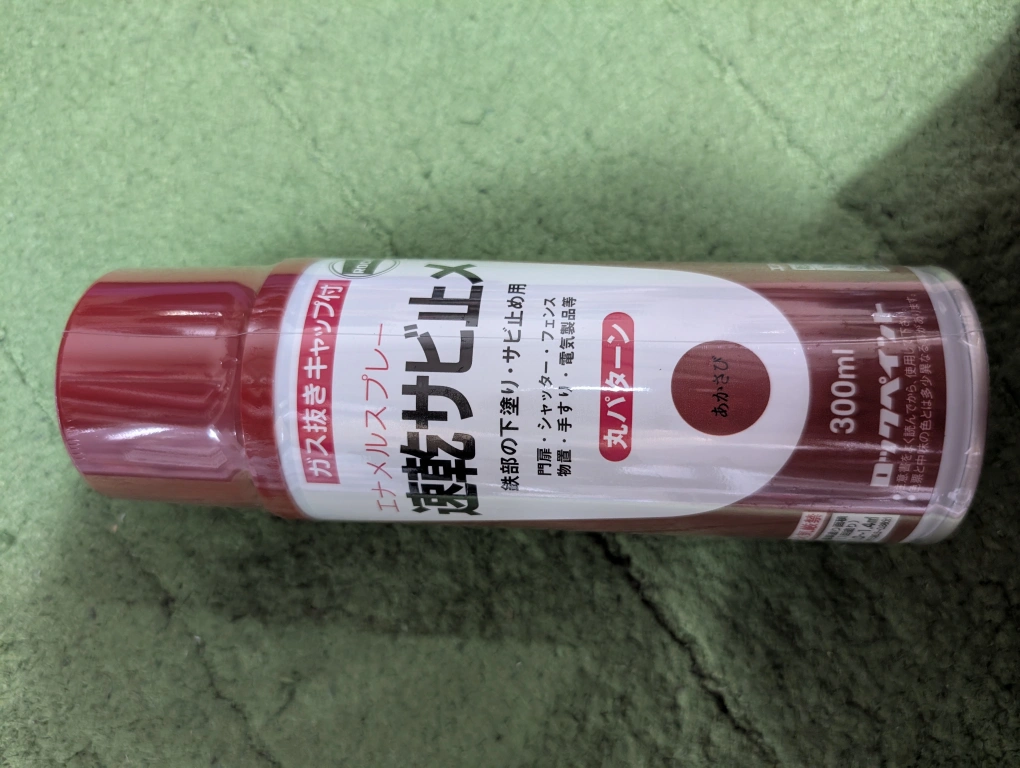 ガス抜きキャップ付
エナメルスプレー
速乾サビ止メ
鉄部の下塗り・サビ止め用
門扉・シャッター・フェンス
物置・手すり・電気製品等
丸パターン
あかさび
300ml
ロックペイント